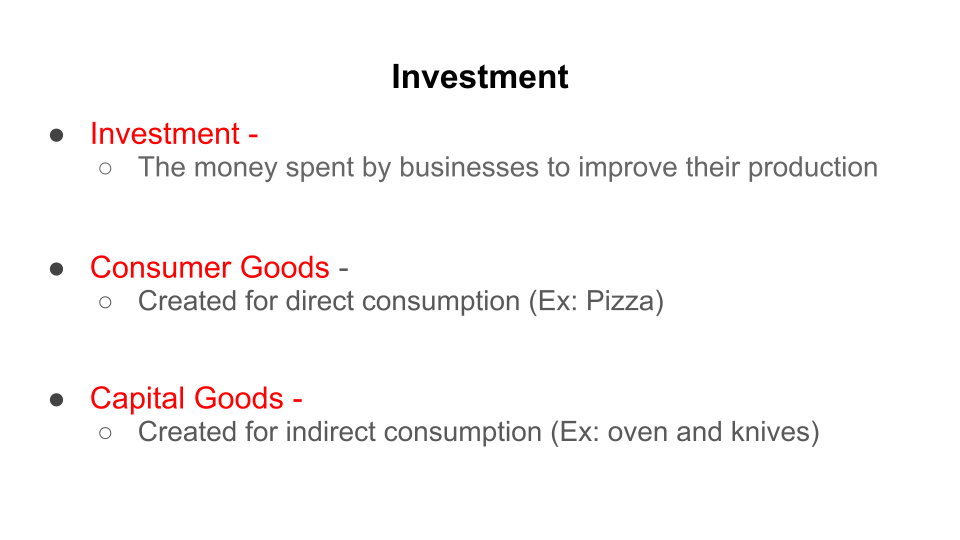 Investment
● Investment -
○ The money spent by businesses to improve their production
● Consumer Goods -
○ Created for direct consumption (Ex: Pizza)
● Capital Goods -
○ Created for indirect consumption (Ex: oven and knives)